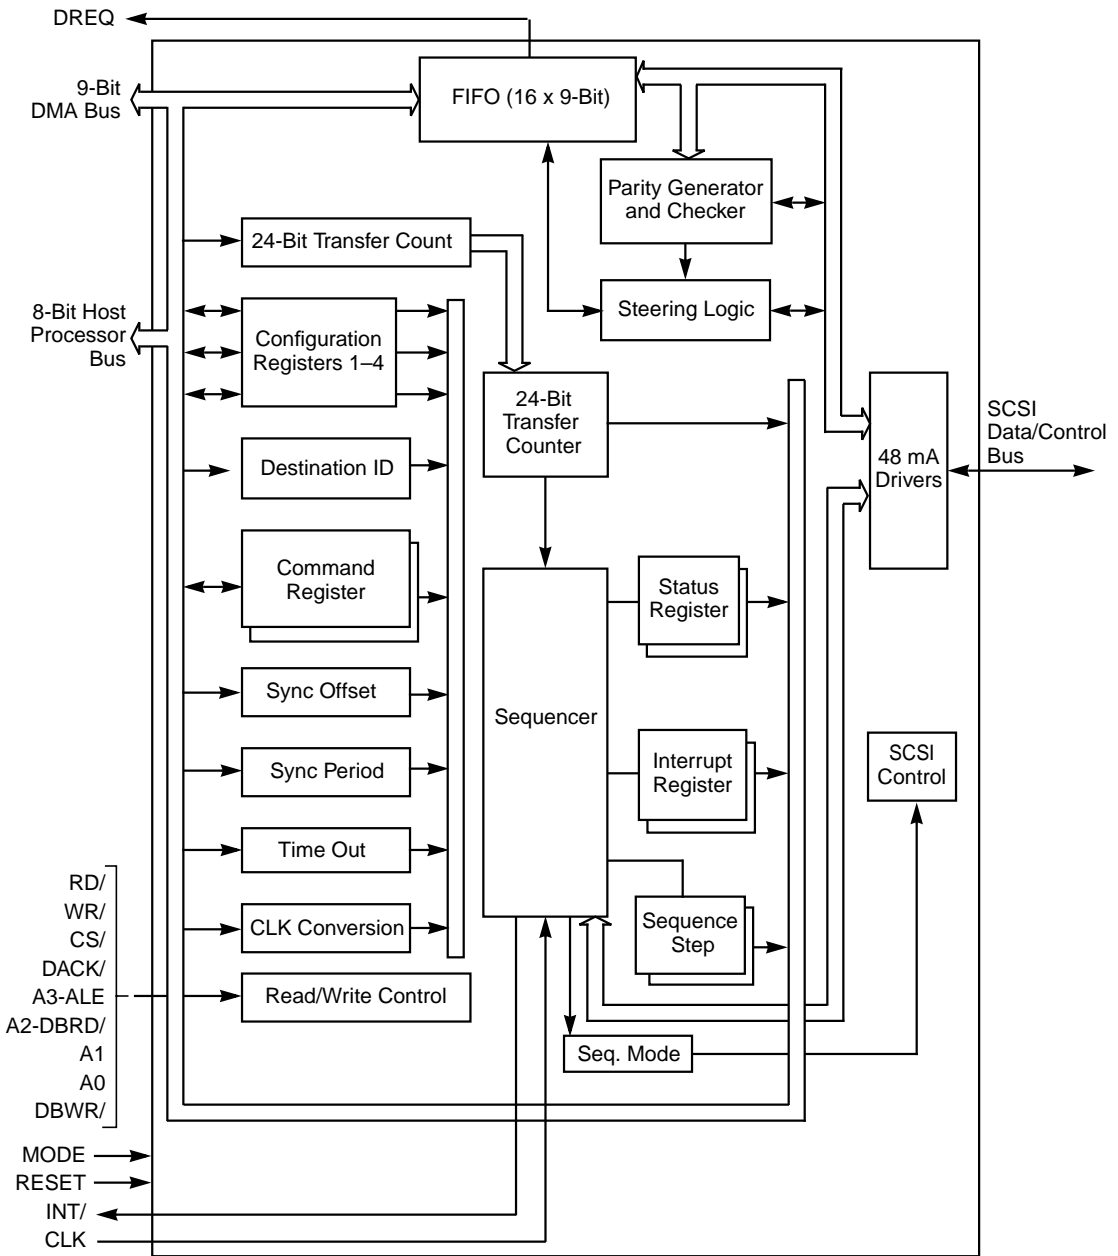 DREQ
9-Bit
DMA Bus
FIFO (16 x 9-Bit)
Parity Generator
and Checker
24-Bit Transfer Count
Steering Logic
8-Bit Host
Processor
Bus
Configuration
Registers 1–4
24-Bit
Transfer
Counter
SCSI
Data/Control
Bus
48 mA
Drivers
Destination ID
Command
Register
Status
Register
Sync Offset
Sequencer
Interrupt
Register
SCSI
Control
Sync Period
Time Out
CLK Conversion
Sequence
Step
Read/Write Control
Seq. Mode
RD/
WR/
CS/
DACK/
A3-ALE
A2-DBRD/
A1
A0
DBWR/
MODE
RESET
INT/
CLK